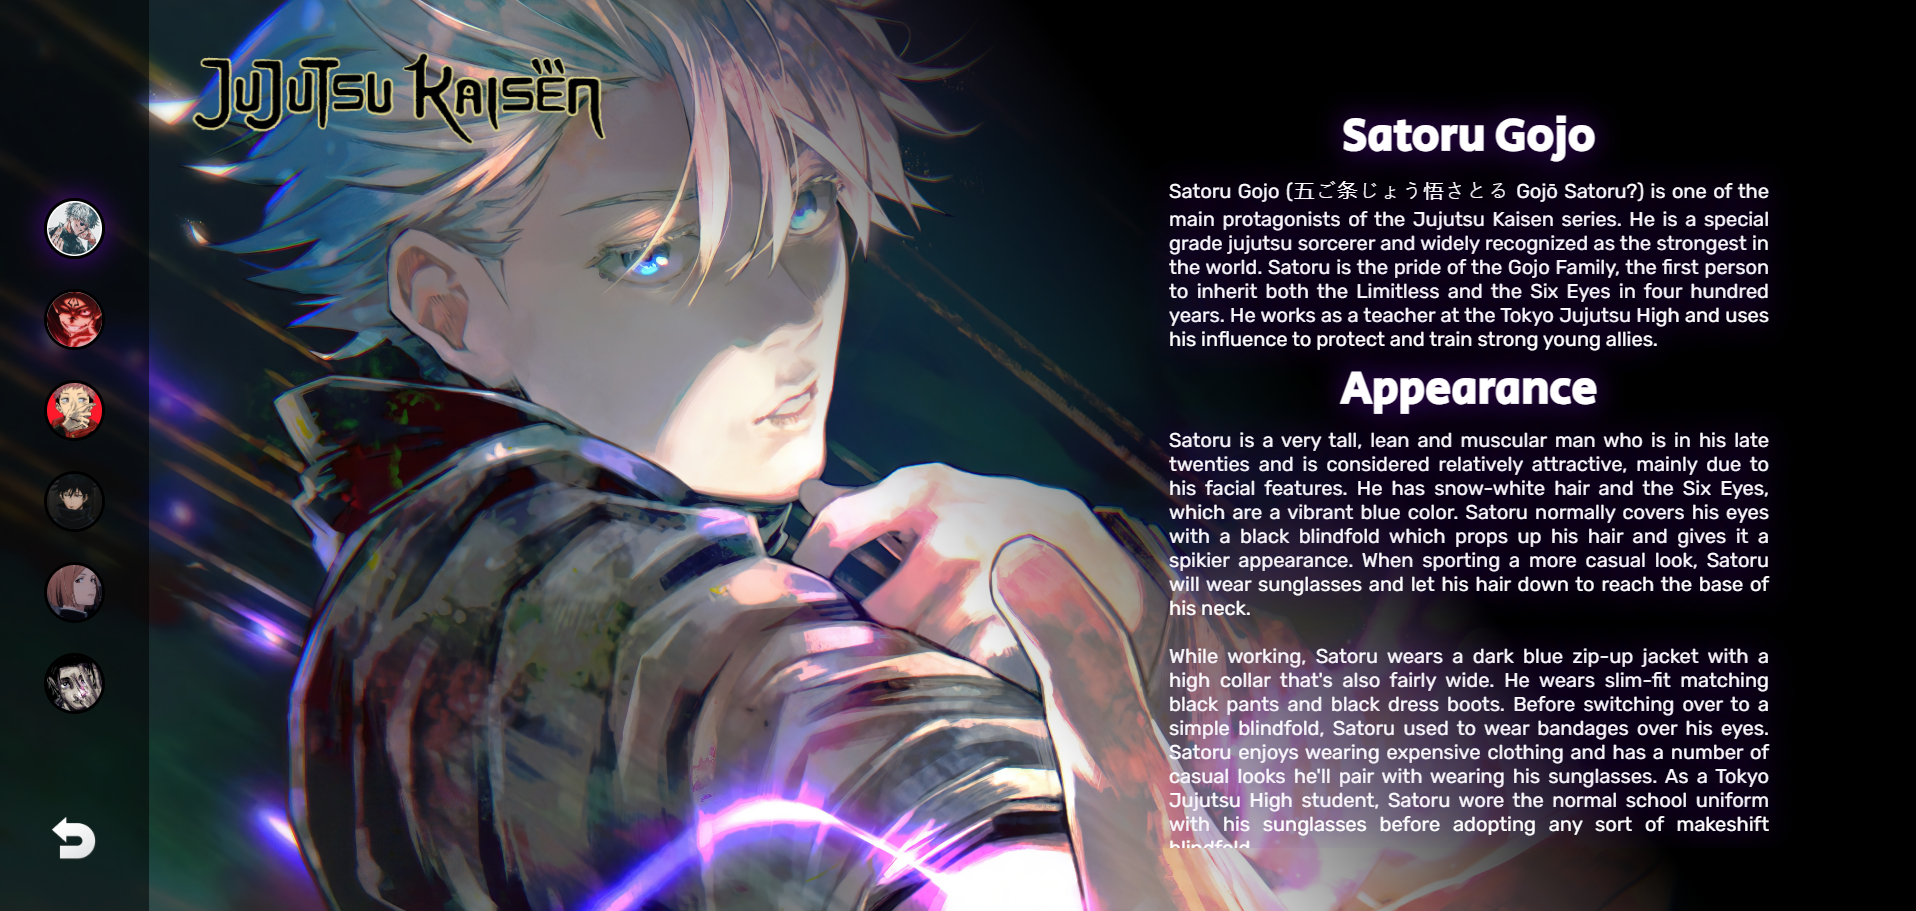 JUJUTSU KAISEN
Satoru Gojo
Satoru Gojo (五ご条じょう悟さとる Gojō Satoru?) is one of the
main protagonists of the Jujutsu Kaisen series. He is a special
grade jujutsu sorcerer and widely recognized as the strongest in
the world. Satoru is the pride of the Gojo Family, the first person
to inherit both the Limitless and the Six Eyes in four hundred
years. He works as a teacher at the Tokyo Jujutsu High and uses
his influence to protect and train strong young allies.
Appearance
Satoru is a very tall, lean and muscular man who is in his late
twenties and is considered relatively attractive, mainly due to
his facial features. He has snow-white hair and the Six Eyes,
which are a vibrant blue color. Satoru normally covers his eyes
with a black blindfold which props up his hair and gives it a
spikier appearance. When sporting a more casual look, Satoru
will wear sunglasses and let his hair down to reach the base of
his neck.
While working, Satoru wears a dark blue zip-up jacket with a
high collar that's also fairly wide. He wears slim-fit matching
black pants and black dress boots. Before switching over to a
simple blindfold, Satoru used to wear bandages over his eyes.
Satoru enjoys wearing expensive clothing and has a number of
casual looks he'll pair with wearing his sunglasses. As a Tokyo
Jujutsu High student, Satoru wore the normal school uniform
with his sunglasses before adopting any sort of makeshift
blindfold.